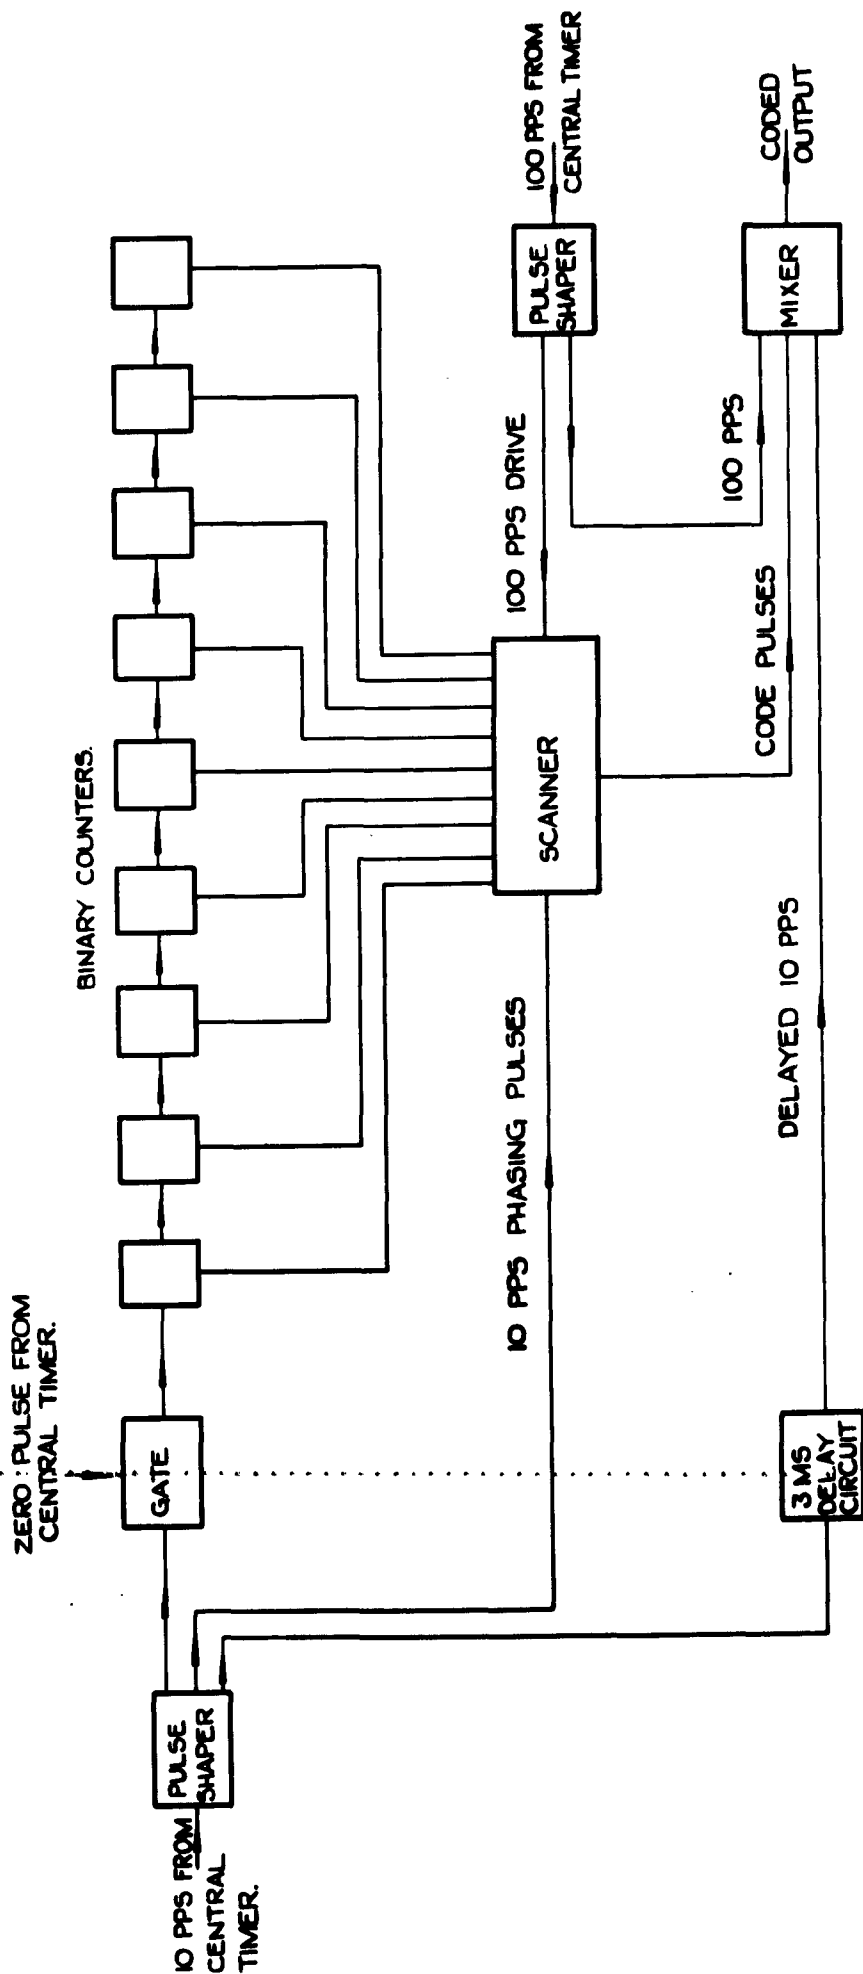 ZERO PULSE FROM
CENTRAL TIMER.
BINARY COUNTERS.
10 PPS FROM
CENTRAL
TIMER.
PULSE
SHAPER
GATE
10 PPS PHASING PULSES
SCANNER
100 PPS DRIVE
PULSE
SHAPER
100 PPS FROM
CENTRAL TIMER
100 PPS
CODE PULSES
3 MS
DELAY
CIRCUIT
DELAYED 10 PPS
MIXER
CODED
OUTPUT